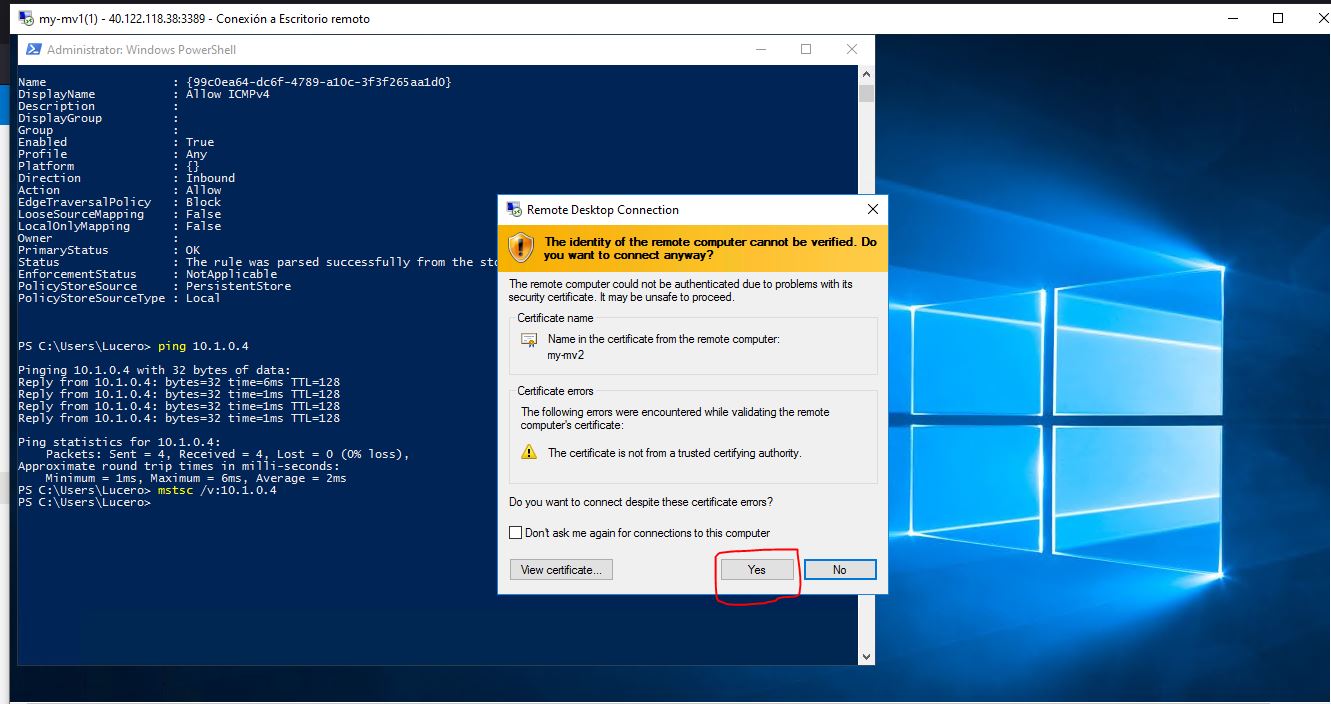 my-mv1(1) - 40.122.118.38:3389 - Conexión a Escritorio remoto
Administrator: Windows PowerShell
Name : {99c0ea64-dc6f-4789-a10c-3f3f265aa1d0}
DisplayName : Allow ICMPv4
Description :
DisplayGroup :
Group :
Enabled : True
Profile : Any
Platform : {}
Direction : Inbound
Action : Allow
EdgeTraversalPolicy : Block
LooseSourceMapping : False
LocalOnlyMapping : False
Owner :
PrimaryStatus : OK
Status : The rule was parsed successfully from the sto
EnforcementStatus : NotApplicable
PolicyStoreSource : PersistentStore
PolicyStoreSourceType : Local
PS C:\Users\Lucero> ping 10.1.0.4
Pinging 10.1.0.4 with 32 bytes of data:
Reply from 10.1.0.4: bytes=32 time=6ms TTL=128
Reply from 10.1.0.4: bytes=32 time=1ms TTL=128
Reply from 10.1.0.4: bytes=32 time=1ms TTL=128
Reply from 10.1.0.4: bytes=32 time=1ms TTL=128
Ping statistics for 10.1.0.4:
Packets: Sent = 4, Received = 4, Lost = 0 (0% loss),
Approximate round trip times in milli-seconds:
Minimum = 1ms, Maximum = 6ms, Average = 2ms
PS C:\Users\Lucero> mstsc /v:10.1.0.4
PS C:\Users\Lucero>
Remote Desktop Connection
The identity of the remote computer cannot be verified. Do
you want to connect anyway?
The remote computer could not be authenticated due to problems with its
security certificate. It may be unsafe to proceed.
Certificate name
Name in the certificate from the remote computer:
my-mv2
Certificate errors
The following errors were encountered while validating the remote
computer's certificate:
The certificate is not from a trusted certifying authority.
Do you want to connect despite these certificate errors?
Don't ask me again for connections to this computer
View certificate...
Yes
No